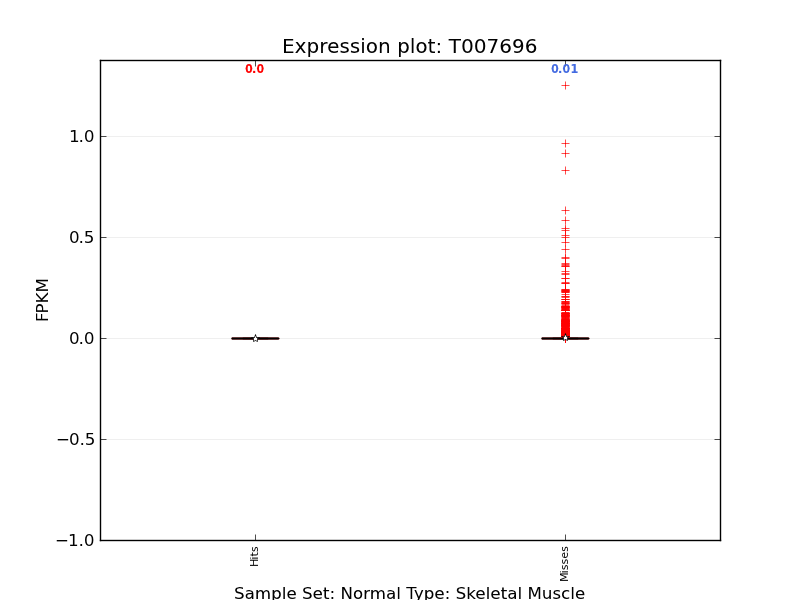 Expression plot: T007696
0.0
0.01
1.0
0.5
0.0
−0.5
−1.0
FPKM
Hits
Misses
Sample Set: Normal Type: Skeletal Muscle